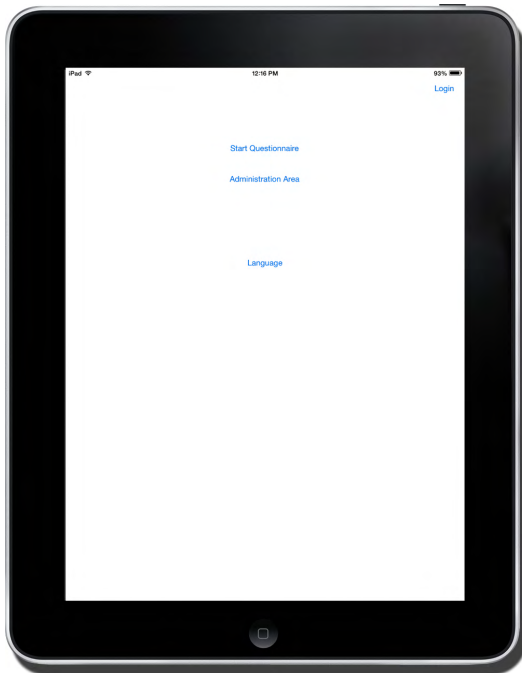 iPad 12:16 PM 93%
Login
Start Questionnaire
Administration Area
Language